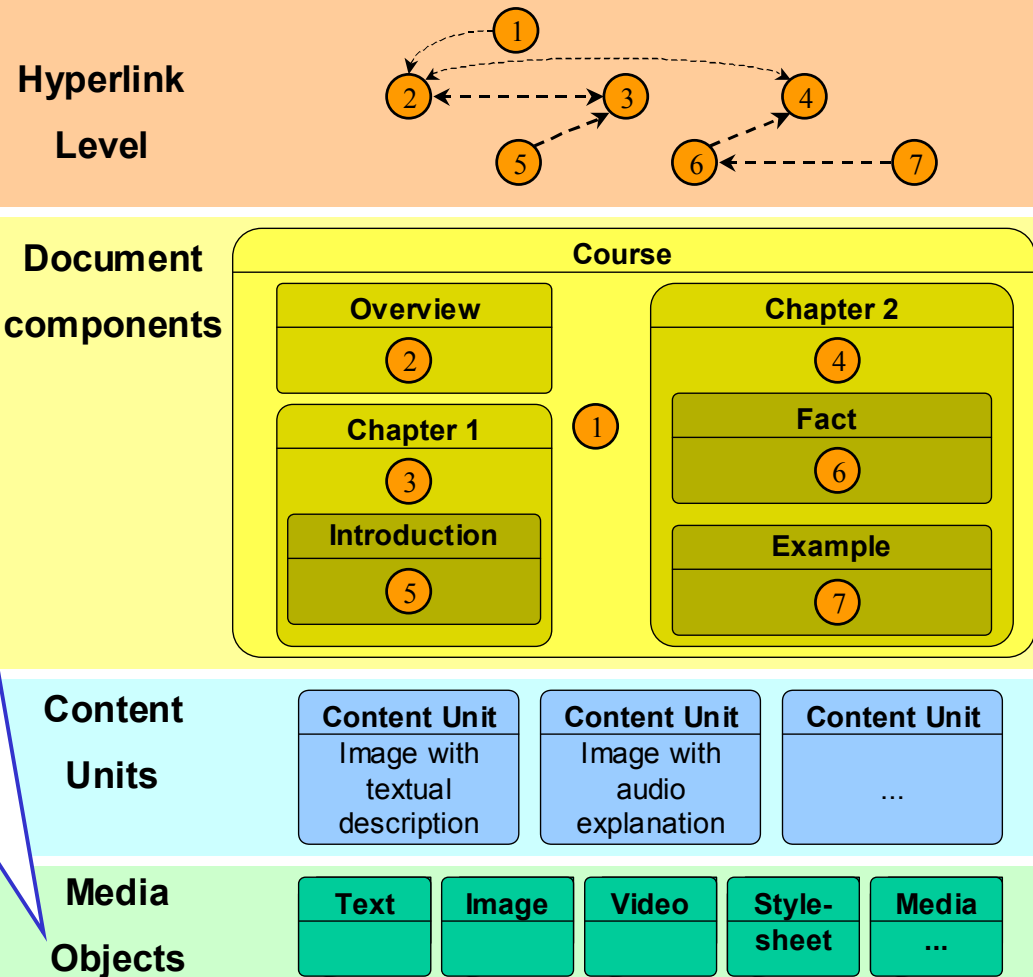 Hyperlink
Level
1
2
3
4
5
6
7
Document
components
Course
Overview
2
Chapter 1
3
Introduction
5
1
Chapter 2
4
Fact
6
Example
7
Content
Units
Content Unit
Image with
textual
description
Content Unit
Image with
audio
explanation
Content Unit
...
Media
Objects
Text
Image
Video
Style-
sheet
Media
...